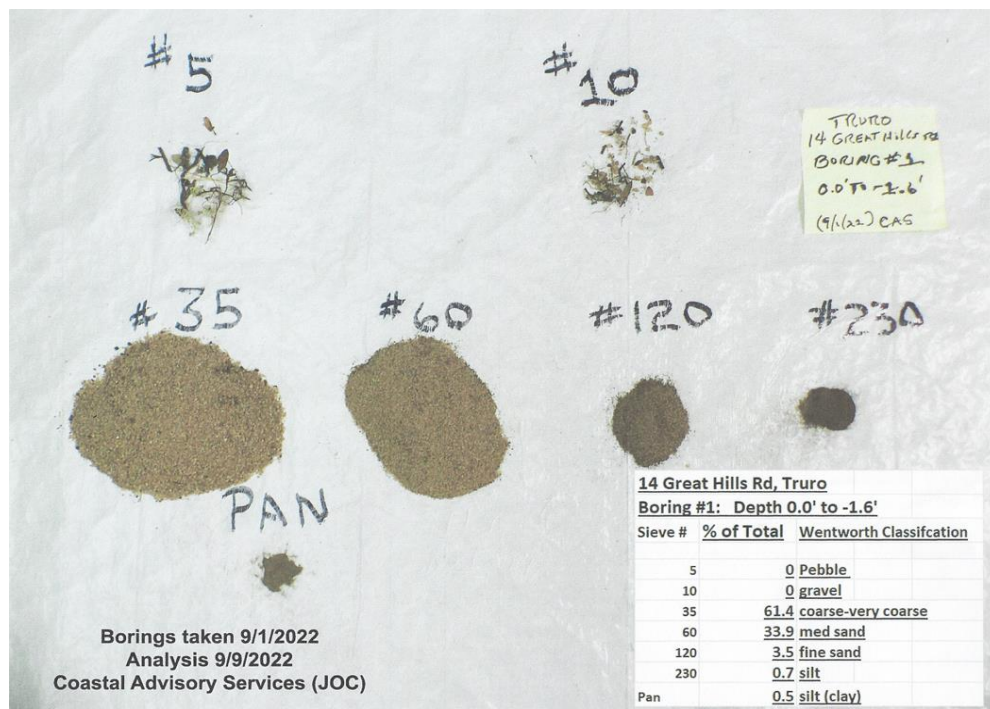 #5
#10
TRURO
14 GREAT HILLS RD
BORING #1
0.0' TO -1.6'
(9/1/22) CAS
#35
#60
#120
#230
PAN
14 Great Hills Rd, Truro
Boring #1: Depth 0.0' to -1.6'
Sieve # % of Total Wentworth Classifcation
5 0 Pebble
10 0 gravel
35 61.4 coarse-very coarse
60 33.9 med sand
120 3.5 fine sand
230 0.7 silt
Pan 0.5 silt (clay)
Borings taken 9/1/2022
Analysis 9/9/2022
Coastal Advisory Services (JOC)